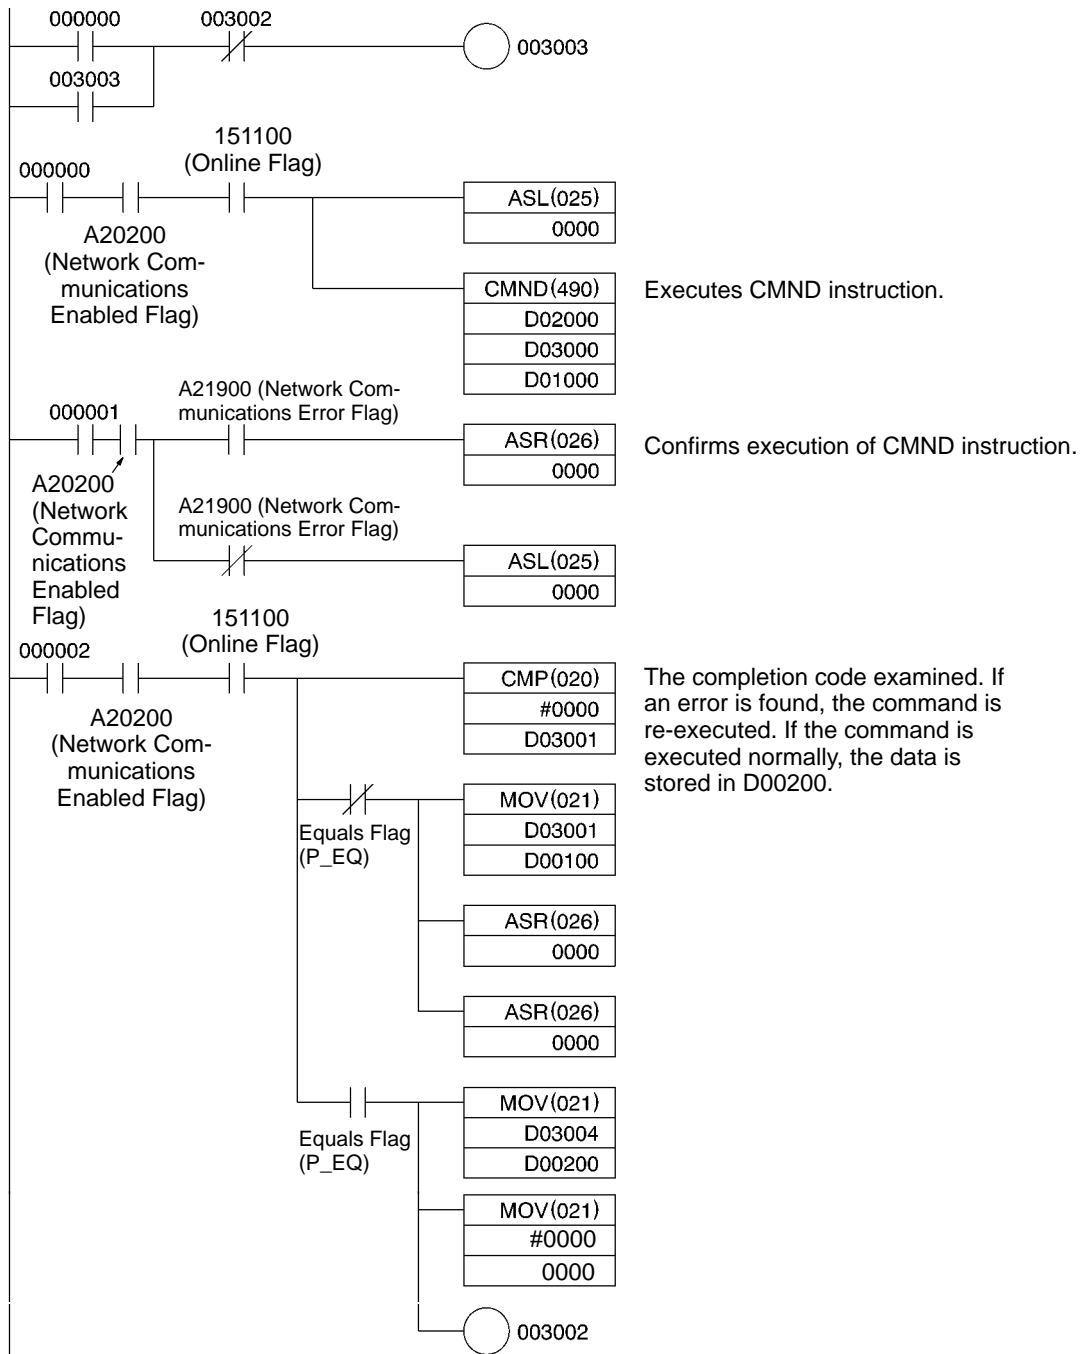 000000
003002
003003
003003
151100
(Online Flag)
000000
ASL(025)
0000
A20200
(Network Com-
munications
Enabled Flag)
CMND(490)
D02000
D03000
D01000
Executes CMND instruction.
A21900 (Network Com-
munications Error Flag)
000001
ASR(026)
0000
Confirms execution of CMND instruction.
A20200
(Network
Commu-
nications
Enabled
Flag)
A21900 (Network Com-
munications Error Flag)
ASL(025)
0000
151100
(Online Flag)
000002
CMP(020)
#0000
D03001
The completion code examined. If
an error is found, the command is
re-executed. If the command is
executed normally, the data is
stored in D00200.
A20200
(Network Com-
munications
Enabled Flag)
Equals Flag
(P_EQ)
MOV(021)
D03001
D00100
ASR(026)
0000
ASR(026)
0000
Equals Flag
(P_EQ)
MOV(021)
D03004
D00200
MOV(021)
#0000
0000
003002